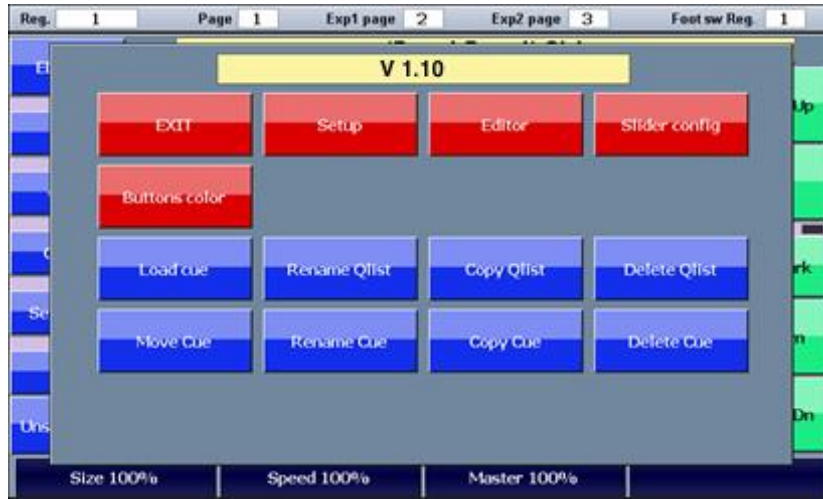 Reg. 1 Page 1 Exp1 page 2 Exp2 page 3 Foot sw Reg. 1
V 1.10
Up
EXIT Setup Editor Slider config
Buttons color
Load cue Rename Qlist Copy Qlist Delete Qlist
Move Cue Rename Cue Copy Cue Delete Cue
Dn
Size 100% Speed 100% Master 100%